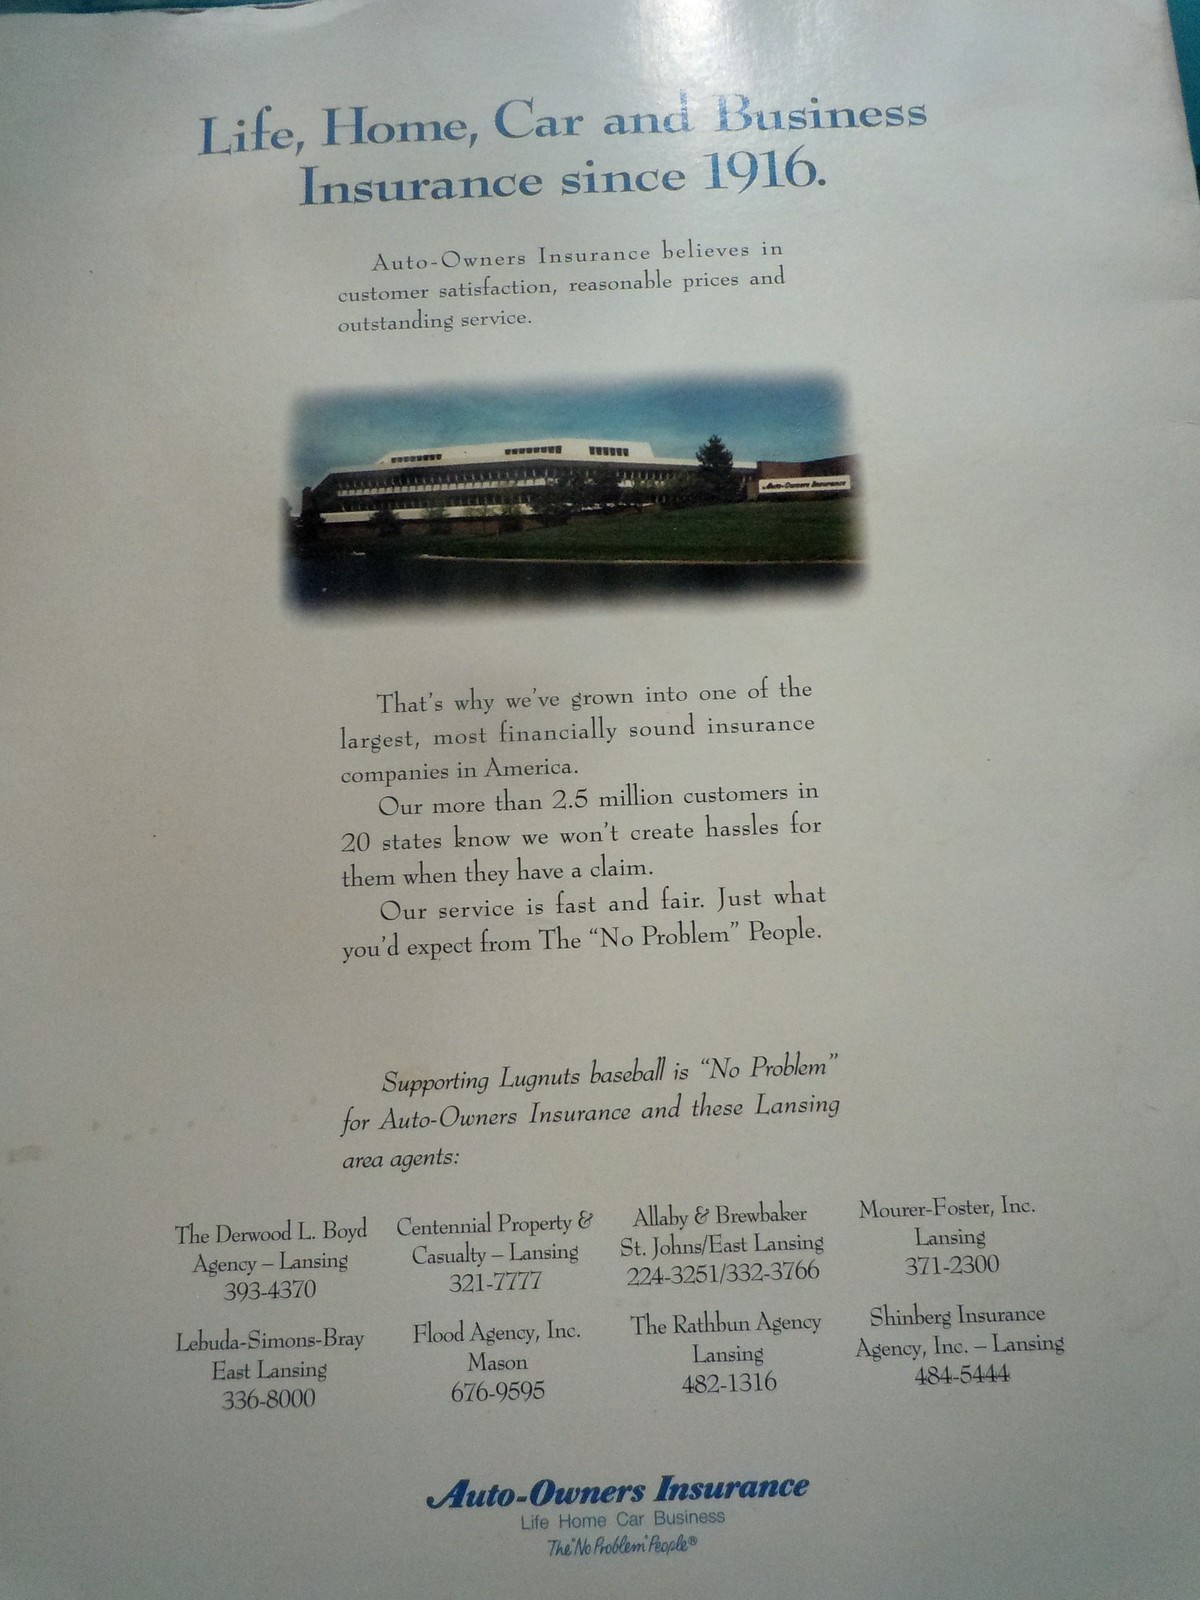 Life, Home, Car and Business
Insurance since 1916.
Auto-Owners Insurance believes in
customer satisfaction, reasonable prices and
outstanding service.
Auto-Owners Insurance
That's why we've grown into one of the
largest, most financially sound insurance
companies in America.
Our more than 2.5 million customers in
20 states know we won't create hassles for
them when they have a claim.
Our service is fast and fair. Just what
you'd expect from The “No Problem” People.
Supporting Lugnuts baseball is “No Problem”
for Auto-Owners Insurance and these Lansing
area agents:
The Derwood L. Boyd
Agency – Lansing
393-4370
Centennial Property &
Casualty – Lansing
321-7777
Allaby & Brewbaker
St. Johns/East Lansing
224-3251/332-3766
Mourer-Foster, Inc.
Lansing
371-2300
Lebuda-Simons-Bray
East Lansing
336-8000
Flood Agency, Inc.
Mason
676-9595
The Rathbun Agency
Lansing
482-1316
Shinberg Insurance
Agency, Inc. – Lansing
484-5444
Auto-Owners Insurance
Life Home Car Business
The "No Problem" People®